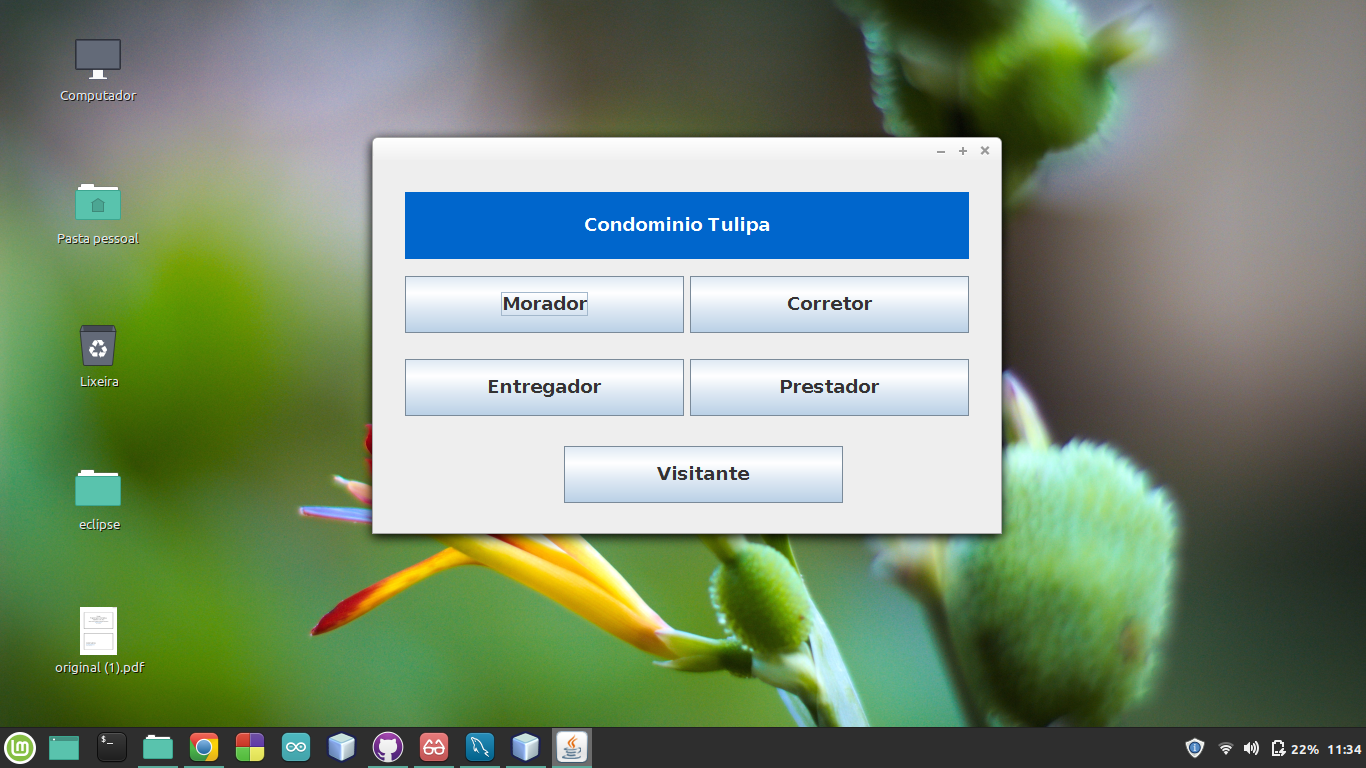 Computador
Pasta pessoal
Lixeira
eclipse
original (1).pdf
Condominio Tulipa
Morador
Corretor
Entregador
Prestador
Visitante
22% 11:34